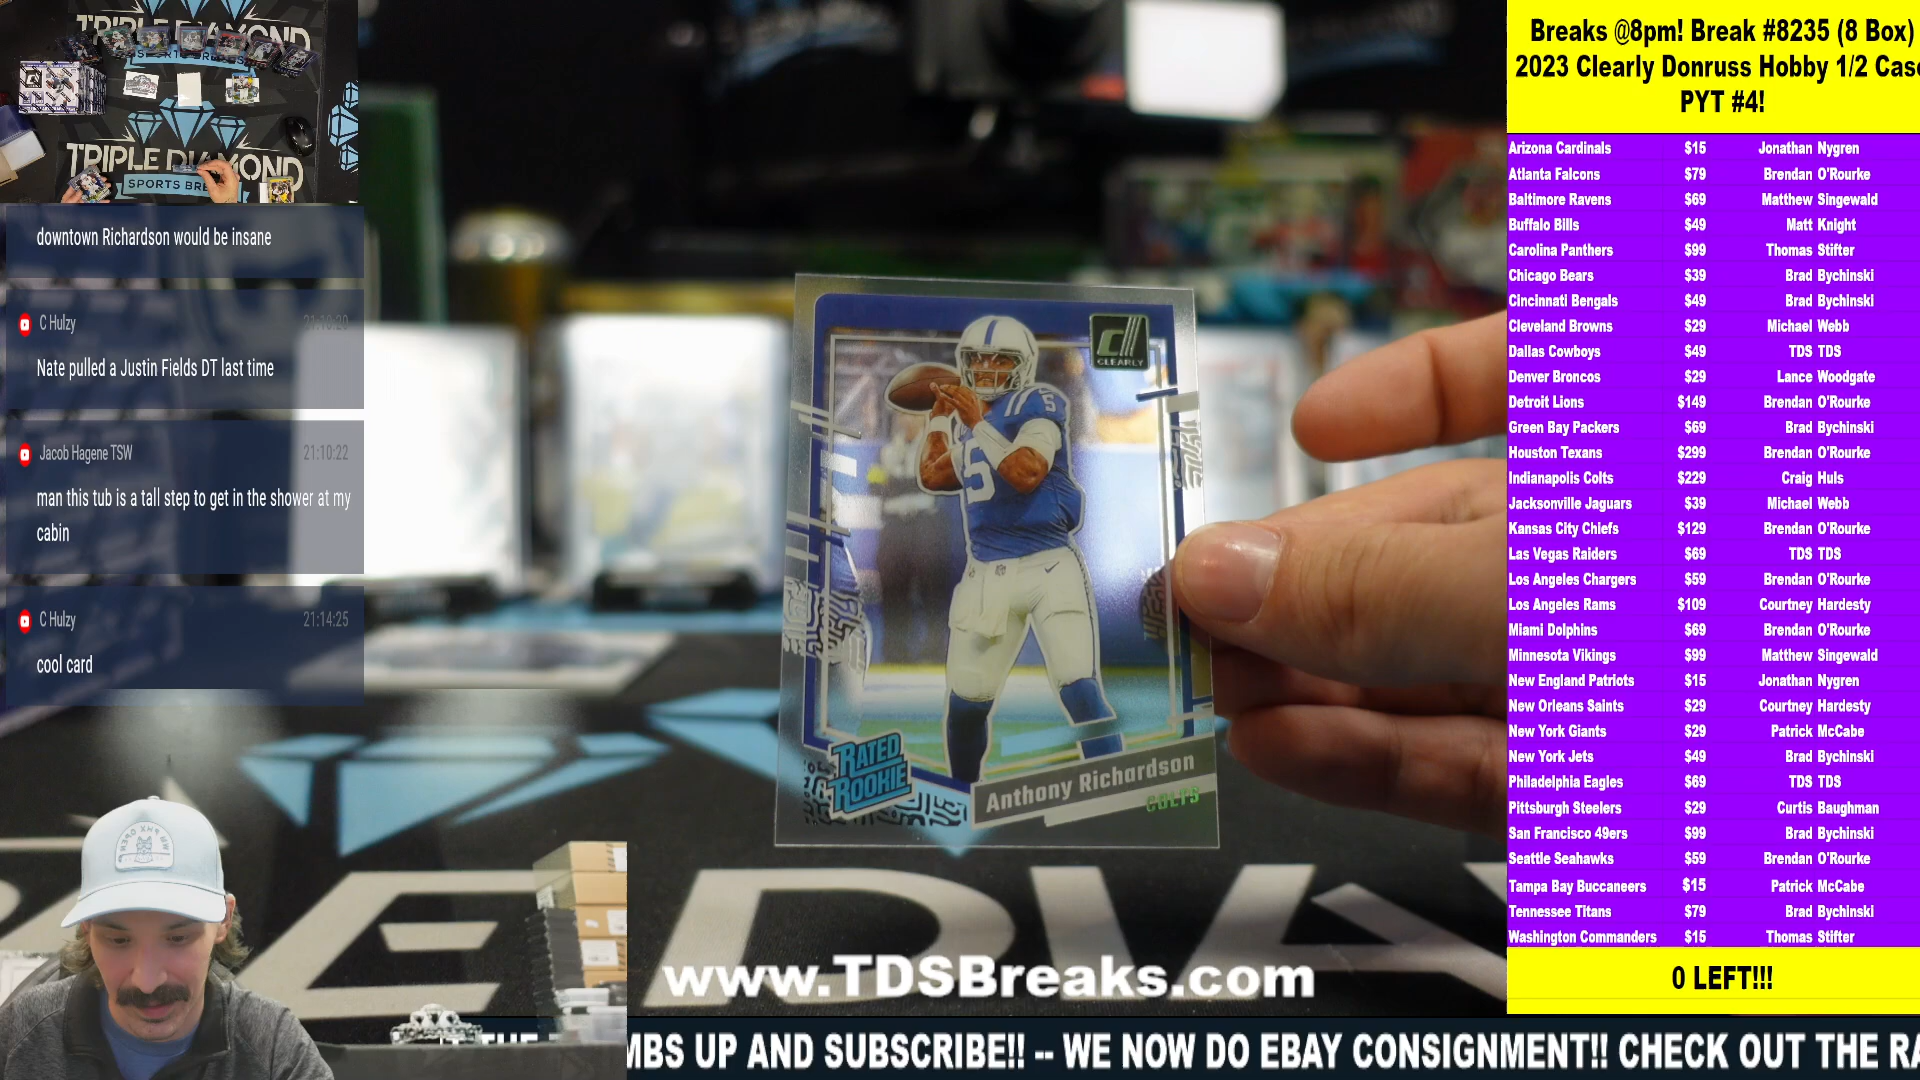 TRIPLE DIAMOND
TRIPLE DIAMOND
downtown Richardson would be insane
C Hulzy
Nate pulled a Justin Fields DT last time
Jacob Hagene TSW 21:10:22
man this tub is a tall step to get in the shower at my
cabin
C Hulzy 21:14:25
cool card
CLEARLY
5
5
RATED
ROOKIE
Anthony Richardson
COLTS
www.TDSBreaks.com
MBS UP AND SUBSCRIBE!! -- WE NOW DO EBAY CONSIGNMENT!! CHECK OUT THE RA
Breaks @8pm! Break #8235 (8 Box)
2023 Clearly Donruss Hobby 1/2 Case
PYT #4!
Arizona Cardinals $15 Jonathan Nygren
Atlanta Falcons $79 Brendan O'Rourke
Baltimore Ravens $69 Matthew Singewald
Buffalo Bills $49 Matt Knight
Carolina Panthers $99 Thomas Stifter
Chicago Bears $39 Brad Bychinski
Cincinnati Bengals $49 Brad Bychinski
Cleveland Browns $29 Michael Webb
Dallas Cowboys $49 TDS TDS
Denver Broncos $29 Lance Woodgate
Detroit Lions $149 Brendan O'Rourke
Green Bay Packers $69 Brad Bychinski
Houston Texans $299 Brendan O'Rourke
Indianapolis Colts $229 Craig Huls
Jacksonville Jaguars $39 Michael Webb
Kansas City Chiefs $129 Brendan O'Rourke
Las Vegas Raiders $69 TDS TDS
Los Angeles Chargers $59 Brendan O'Rourke
Los Angeles Rams $109 Courtney Hardesty
Miami Dolphins $69 Brendan O'Rourke
Minnesota Vikings $99 Matthew Singewald
New England Patriots $15 Jonathan Nygren
New Orleans Saints $29 Courtney Hardesty
New York Giants $29 Patrick McCabe
New York Jets $49 Brad Bychinski
Philadelphia Eagles $69 TDS TDS
Pittsburgh Steelers $29 Curtis Baughman
San Francisco 49ers $99 Brad Bychinski
Seattle Seahawks $59 Brendan O'Rourke
Tampa Bay Buccaneers $15 Patrick McCabe
Tennessee Titans $79 Brad Bychinski
Washington Commanders $15 Thomas Stifter
0 LEFT!!!